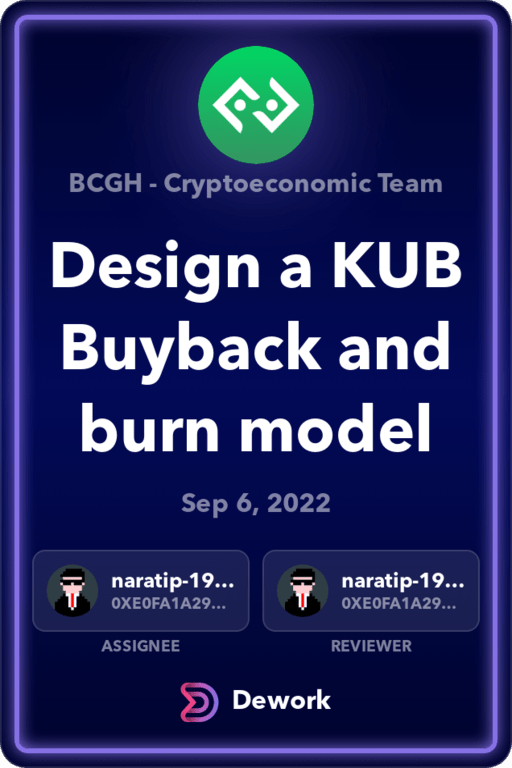 BCGH - Cryptoeconomic Team
Design a KUB
Buyback and
burn model
Sep 6, 2022
naratip-19... naratip-19...
0XE0FA1A29... 0XE0FA1A29...
ASSIGNEE REVIEWER
Dework